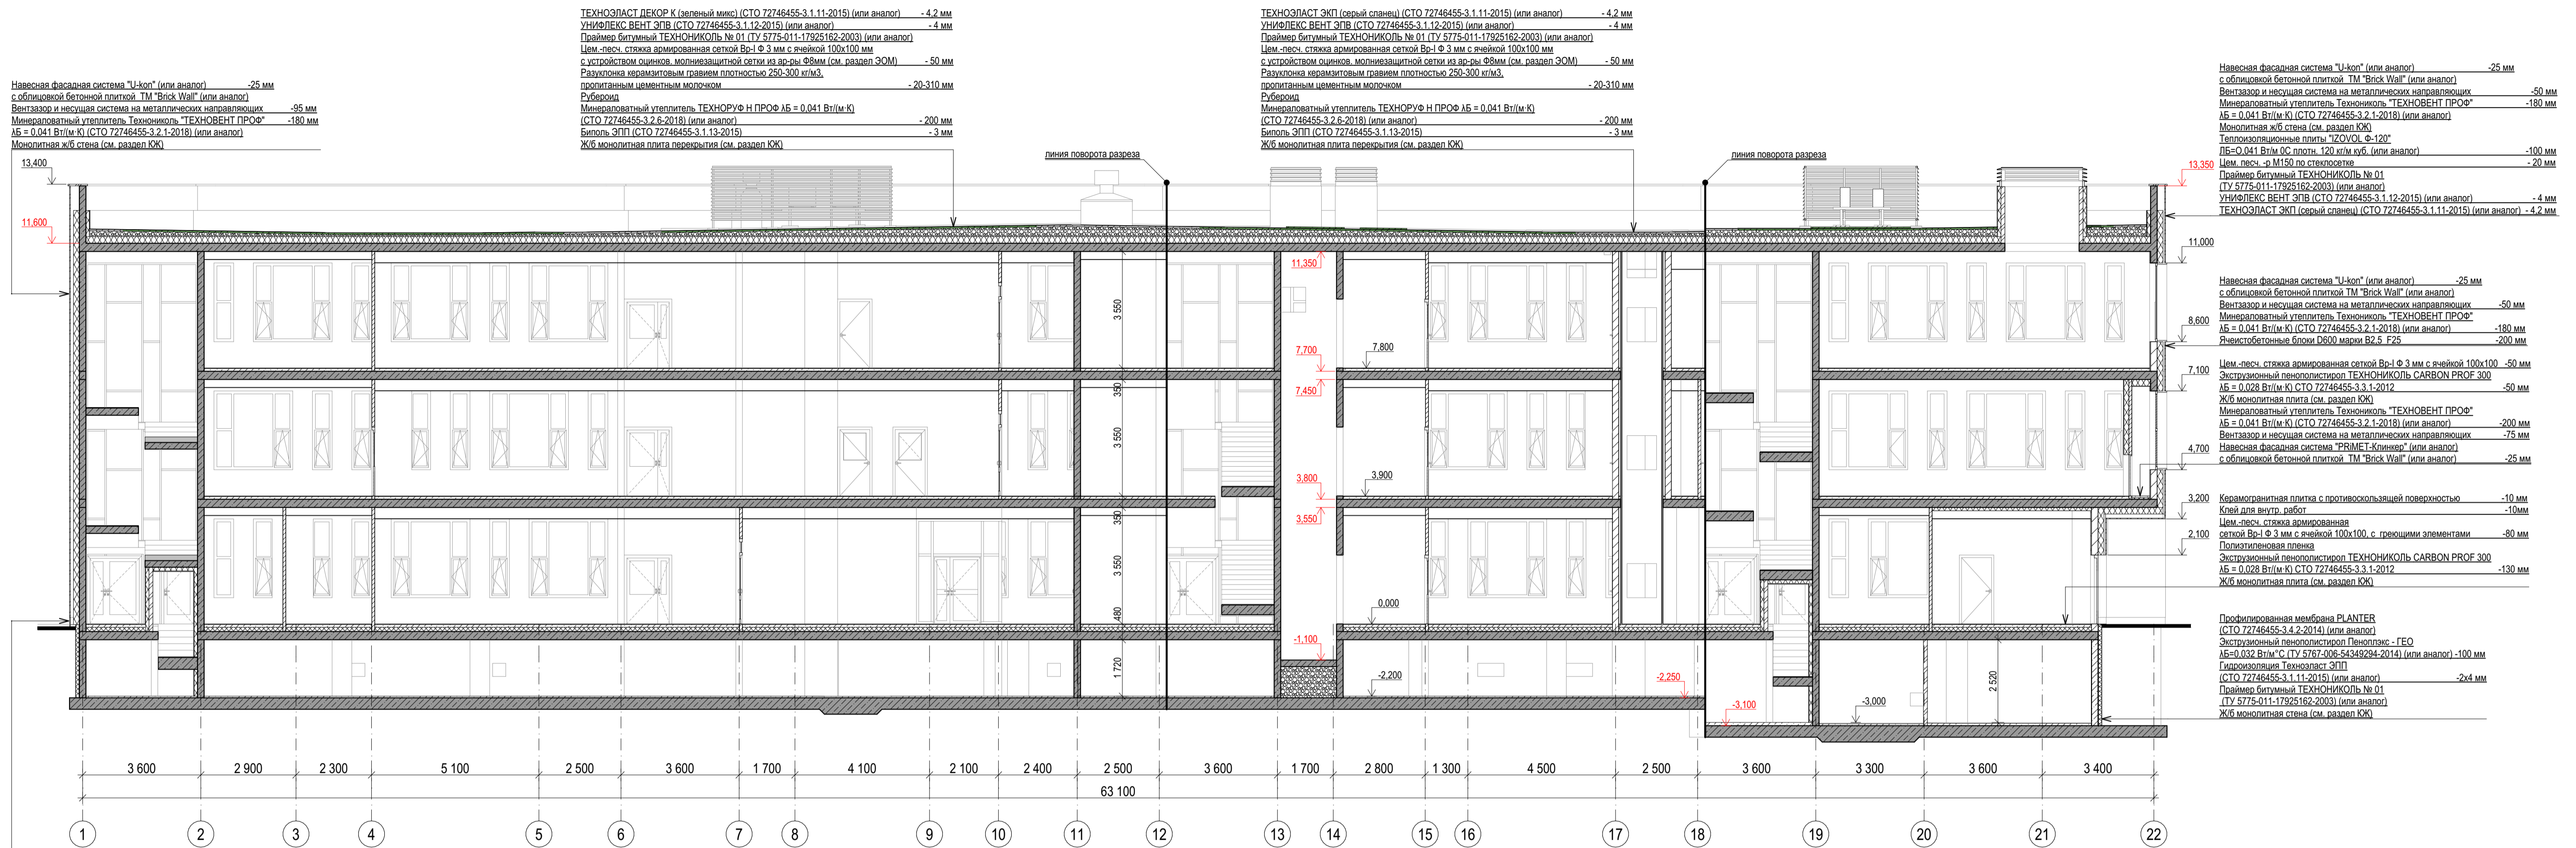 Навесная фасадная система "U-kon" (или аналог) -25 мм
с облицовкой бетонной плиткой ТМ "Brick Wall" (или аналог)
Вентзазор и несущая система на металлических направляющих -95 мм
Минераловатный утеплитель Технониколь "ТЕХНОВЕНТ ПРОФ" -180 мм
λБ = 0,041 Вт/(м·К) (СТО 72746455-3.2.1-2018) (или аналог)
Монолитная ж/б стена (см. раздел КЖ)
ТЕХНОЭЛАСТ ДЕКОР К (зеленый микс) (СТО 72746455-3.1.11-2015) (или аналог) - 4,2 мм
УНИФЛЕКС ВЕНТ ЭПВ (СТО 72746455-3.1.12-2015) (или аналог) - 4 мм
Праймер битумный ТЕХНОНИКОЛЬ № 01 (ТУ 5775-011-17925162-2003) (или аналог)
Цем.-песч. стяжка армированная сеткой Вр-I Ф 3 мм с ячейкой 100х100 мм
с устройством оцинков. молниезащитной сетки из ар-ры Ф8мм (см. раздел ЭОМ) - 50 мм
Разуклонка керамзитовым гравием плотностью 250-300 кг/м3,
пропитанным цементным молочком - 20-310 мм
Рубероид
Минераловатный утеплитель ТЕХНОРУФ Н ПРОФ λБ = 0,041 Вт/(м·К)
(СТО 72746455-3.2.6-2018) (или аналог) - 200 мм
Биполь ЭПП (СТО 72746455-3.1.13-2015) - 3 мм
Ж/б монолитная плита перекрытия (см. раздел КЖ)
ТЕХНОЭЛАСТ ЭКП (серый сланец) (СТО 72746455-3.1.11-2015) (или аналог) - 4,2 мм
УНИФЛЕКС ВЕНТ ЭПВ (СТО 72746455-3.1.12-2015) (или аналог) - 4 мм
Праймер битумный ТЕХНОНИКОЛЬ № 01 (ТУ 5775-011-17925162-2003) (или аналог)
Цем.-песч. стяжка армированная сеткой Вр-I Ф 3 мм с ячейкой 100х100 мм
с устройством оцинков. молниезащитной сетки из ар-ры Ф8мм (см. раздел ЭОМ) - 50 мм
Разуклонка керамзитовым гравием плотностью 250-300 кг/м3,
пропитанным цементным молочком - 20-310 мм
Рубероид
Минераловатный утеплитель ТЕХНОРУФ Н ПРОФ λБ = 0,041 Вт/(м·К)
(СТО 72746455-3.2.6-2018) (или аналог) - 200 мм
Биполь ЭПП (СТО 72746455-3.1.13-2015) - 3 мм
Ж/б монолитная плита перекрытия (см. раздел КЖ)
Навесная фасадная система "U-kon" (или аналог) -25 мм
с облицовкой бетонной плиткой ТМ "Brick Wall" (или аналог)
Вентзазор и несущая система на металлических направляющих -50 мм
Минераловатный утеплитель Технониколь "ТЕХНОВЕНТ ПРОФ" -180 мм
λБ = 0,041 Вт/(м·К) (СТО 72746455-3.2.1-2018) (или аналог)
Монолитная ж/б стена (см. раздел КЖ)
Теплоизоляционные плиты "IZOVOL Ф-120"
ЛБ=О,041 Вт/м 0С плотн. 120 кг/м куб. (или аналог) -100 мм
Цем. песч. -р М150 по стеклосетке - 20 мм
Праймер битумный ТЕХНОНИКОЛЬ № 01
(ТУ 5775-011-17925162-2003) (или аналог)
УНИФЛЕКС ВЕНТ ЭПВ (СТО 72746455-3.1.12-2015) (или аналог) - 4 мм
ТЕХНОЭЛАСТ ЭКП (серый сланец) (СТО 72746455-3.1.11-2015) (или аналог) - 4,2 мм
Навесная фасадная система "U-kon" (или аналог) -25 мм
с облицовкой бетонной плиткой ТМ "Brick Wall" (или аналог)
Вентзазор и несущая система на металлических направляющих -50 мм
Минераловатный утеплитель Технониколь "ТЕХНОВЕНТ ПРОФ"
λБ = 0,041 Вт/(м·К) (СТО 72746455-3.2.1-2018) (или аналог) -180 мм
Ячеистобетонные блоки D600 марки B2,5 F25 -200 мм
Цем.-песч. стяжка армированная сеткой Вр-I Ф 3 мм с ячейкой 100х100 -50 мм
Экструзионный пенополистирол ТЕХНОНИКОЛЬ CARBON PROF 300
λБ = 0,028 Вт/(м·К) СТО 72746455-3.3.1-2012 -50 мм
Ж/б монолитная плита (см. раздел КЖ)
Минераловатный утеплитель Технониколь "ТЕХНОВЕНТ ПРОФ"
λБ = 0,041 Вт/(м·К) (СТО 72746455-3.2.1-2018) (или аналог) -200 мм
Вентзазор и несущая система на металлических направляющих -75 мм
Навесная фасадная система "PRiMET-Клинкер" (или аналог)
с облицовкой бетонной плиткой ТМ "Brick Wall" (или аналог) -25 мм
Керамогранитная плитка с противоскользящей поверхностью -10 мм
Клей для внутр. работ -10мм
Цем.-песч. стяжка армированная
сеткой Вр-I Ф 3 мм с ячейкой 100х100, с греющими элементами -80 мм
Полиэтиленовая пленка
Экструзионный пенополистирол ТЕХНОНИКОЛЬ CARBON PROF 300
λБ = 0,028 Вт/(м·К) СТО 72746455-3.3.1-2012 -130 мм
Ж/б монолитная плита (см. раздел КЖ)
Профилированная мембрана PLANTER
(СТО 72746455-3.4.2-2014) (или аналог)
Экструзионный пенополистирол Пеноплэкс - ГЕО
λБ=0,032 Вт/м°С (ТУ 5767-006-54349294-2014) (или аналог) -100 мм
Гидроизоляция Техноэласт ЭПП
(СТО 72746455-3.1.11-2015) (или аналог) -2х4 мм
Праймер битумный ТЕХНОНИКОЛЬ № 01
(ТУ 5775-011-17925162-2003) (или аналог)
Ж/б монолитная стена (см. раздел КЖ)
линия поворота разреза
линия поворота разреза
13,400
11,600
13,350
11,000
8,600
7,100
4,700
3,200
2,100
3 550
350
3 550
350
3 550
480
1 720
11,350
7,700
7,450
3,800
3,550
-1,100
7,800
3,900
0,000
-2,200
-2,250
-3,100
-3,000
2 520
3 600 2 900 2 300 5 100 2 500 3 600 1 700 4 100 2 100 2 400 2 500 3 600 1 700 2 800 1 300 4 500 2 500 3 600 3 300 3 600 3 400
63 100
1 2 3 4 5 6 7 8 9 10 11 12 13 14 15 16 17 18 19 20 21 22